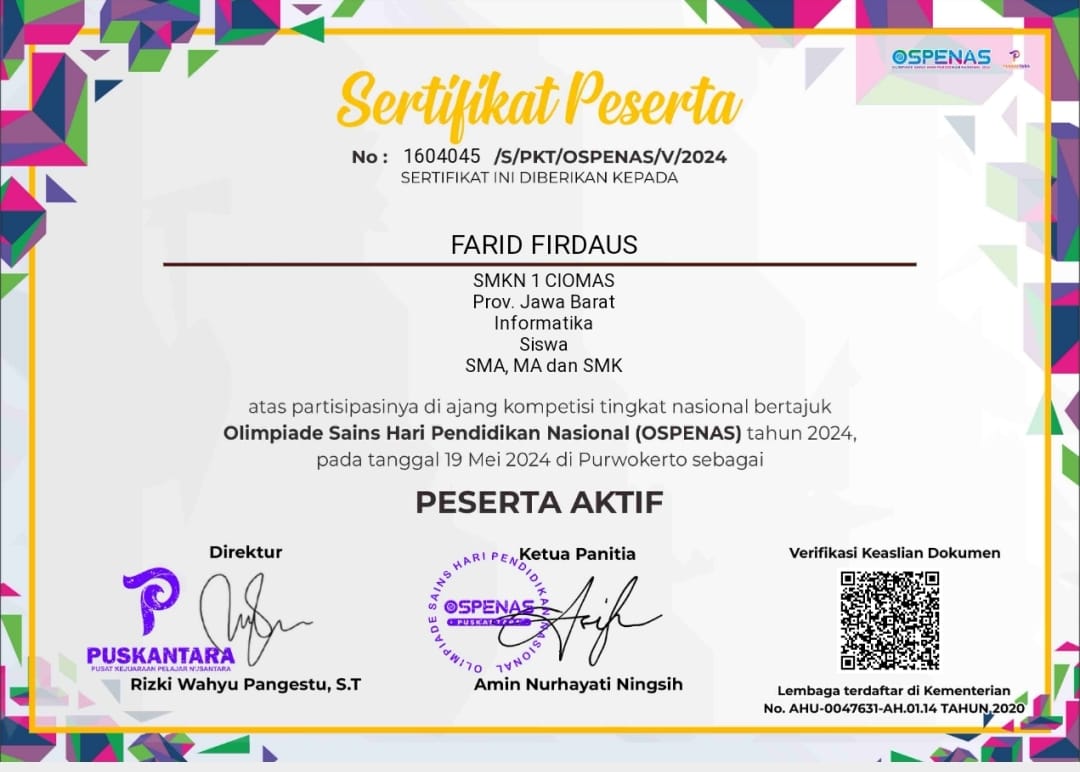 OSPENAS
Sertifikat Peserta
No : 1604045 /S/PKT/OSPENAS/V/2024
SERTIFIKAT INI DIBERIKAN KEPADA
FARID FIRDAUS
SMKN 1 CIOMAS
Prov. Jawa Barat
Informatika
Siswa
SMA, MA dan SMK
atas partisipasinya di ajang kompetisi tingkat nasional bertajuk
Olimpiade Sains Hari Pendidikan Nasional (OSPENAS) tahun 2024,
pada tanggal 19 Mei 2024 di Purwokerto sebagai
PESERTA AKTIF
Direktur
PUSKANTARA
PUSAT KEJUARAAN PELAJAR NUSANTARA
Rizki Wahyu Pangestu, S.T
Ketua Panitia
OLIMPIADE SAINS HARI PENDIDIKAN NASIONAL
OSPENAS
Amin Nurhayati Ningsih
Verifikasi Keaslian Dokumen
Lembaga terdaftar di Kementerian
No. AHU-0047631-AH.01.14 TAHUN 2020